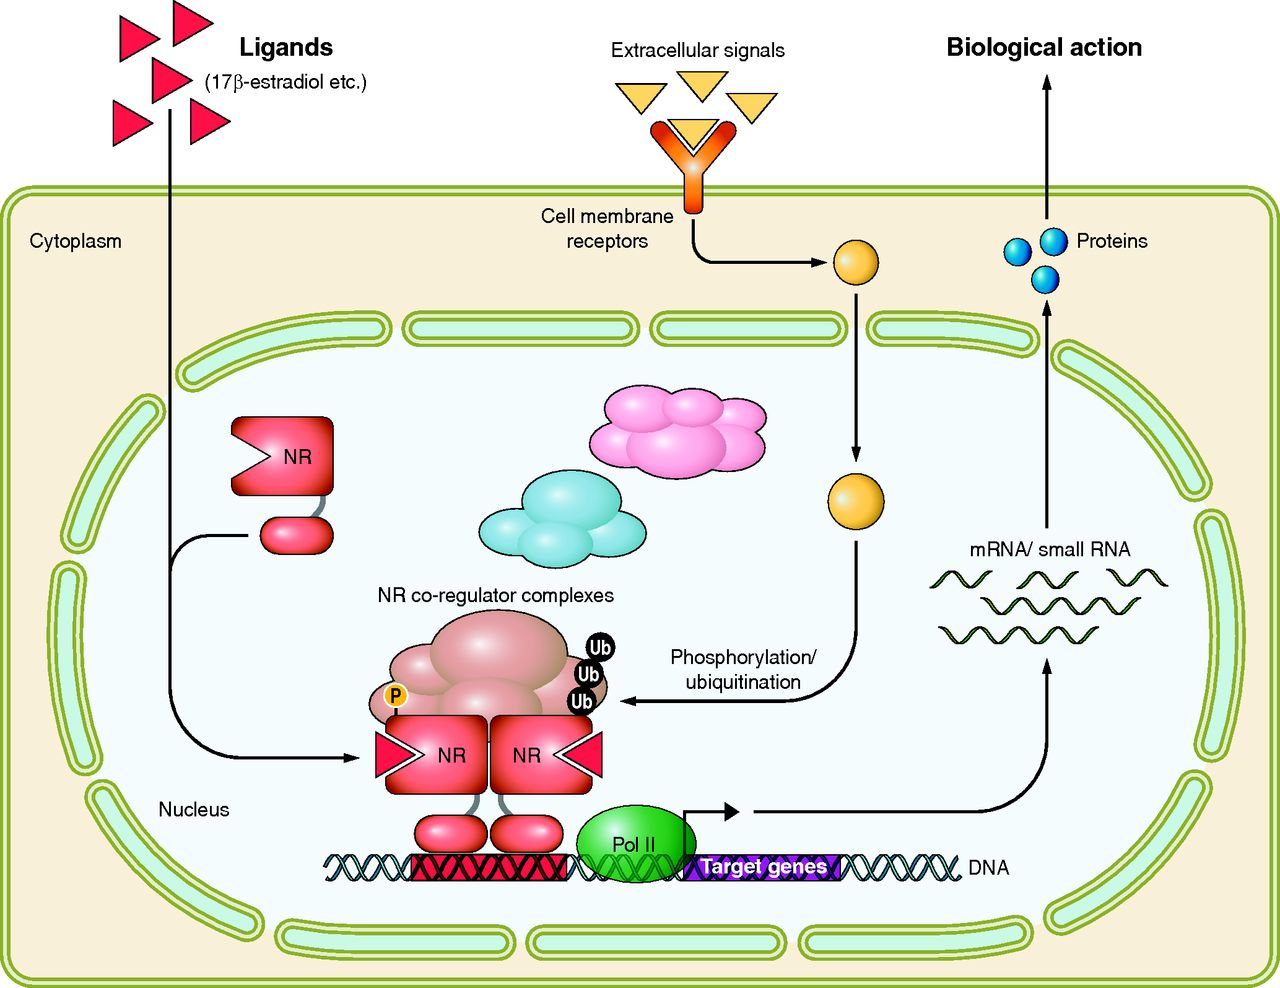 Ligands
(17β-estradiol etc.)
Extracellular signals
Biological action
Cell membrane
receptors
Cytoplasm
Proteins
NR
mRNA/ small RNA
NR co-regulator complexes
Ub
Ub
Ub
P
Phosphorylation/
ubiquitination
NR
NR
Nucleus
Pol II
Target genes
DNA